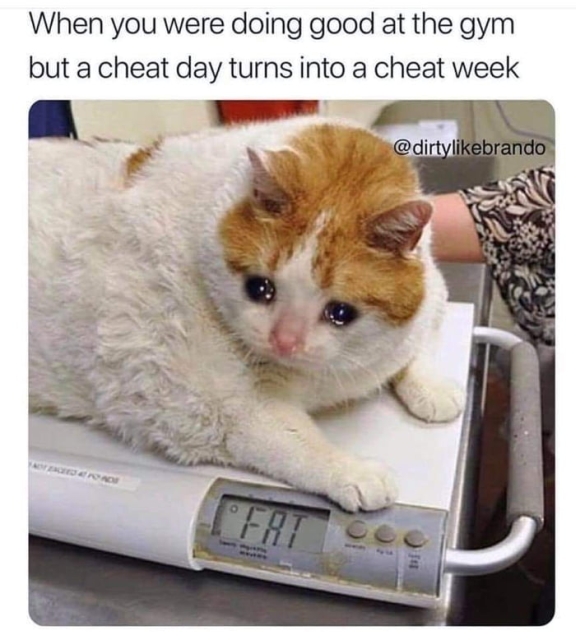 When you were doing good at the gym
but a cheat day turns into a cheat week
@dirtylikebrando
FAT